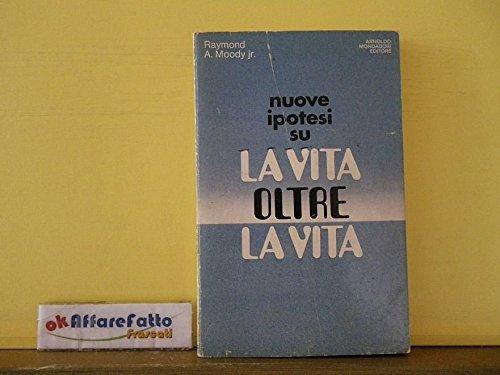 Raymond
A. Moody jr.
ARNOLDO
MONDADORI
EDITORE
nuove
ipotesi
su
LA VITA
OLTRE
LA VITA
okAffareFatto
Frascati